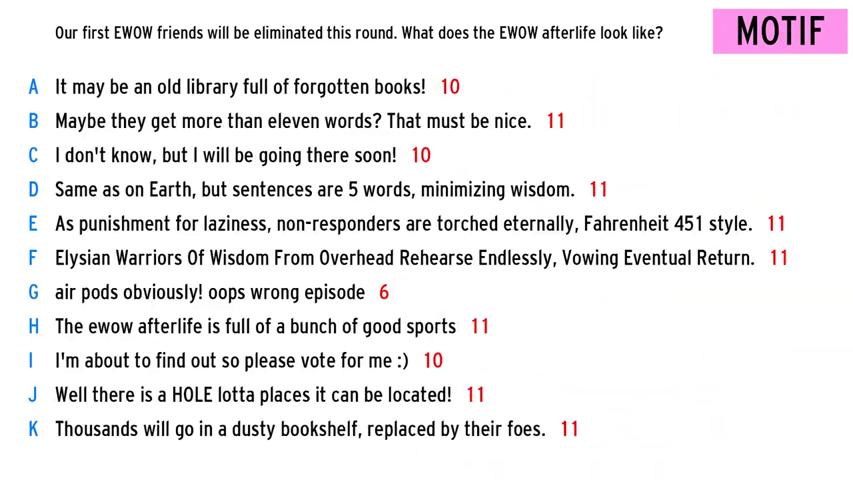 Our first EWOW friends will be eliminated this round. What does the EWOW afterlife look like?
MOTIF
A It may be an old library full of forgotten books! 10
B Maybe they get more than eleven words? That must be nice. 11
C I don't know, but I will be going there soon! 10
D Same as on Earth, but sentences are 5 words, minimizing wisdom. 11
E As punishment for laziness, non-responders are torched eternally, Fahrenheit 451 style. 11
F Elysian Warriors Of Wisdom From Overhead Rehearse Endlessly, Vowing Eventual Return. 11
G air pods obviously! oops wrong episode 6
H The ewow afterlife is full of a bunch of good sports 11
I I'm about to find out so please vote for me :) 10
J Well there is a HOLE lotta places it can be located! 11
K Thousands will go in a dusty bookshelf, replaced by their foes. 11